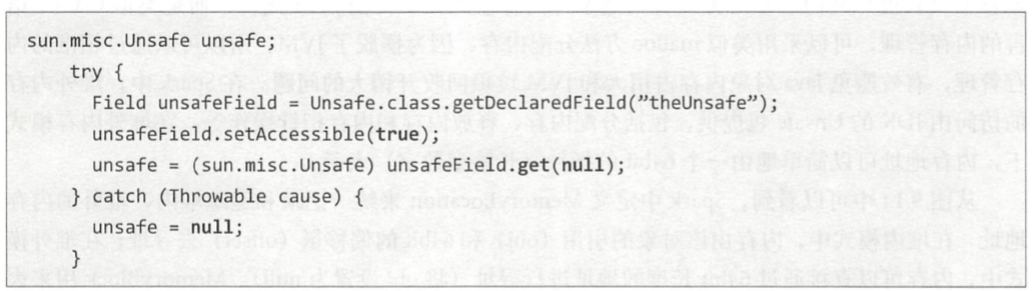 sun.misc.Unsafe unsafe;
try {
Field unsafeField = Unsafe.class.getDeclaredField(”theUnsafe”);
unsafeField.setAccessible(true);
unsafe = (sun.misc.Unsafe) unsafeField.get(null);
} catch (Throwable cause) {
unsafe = null;
}